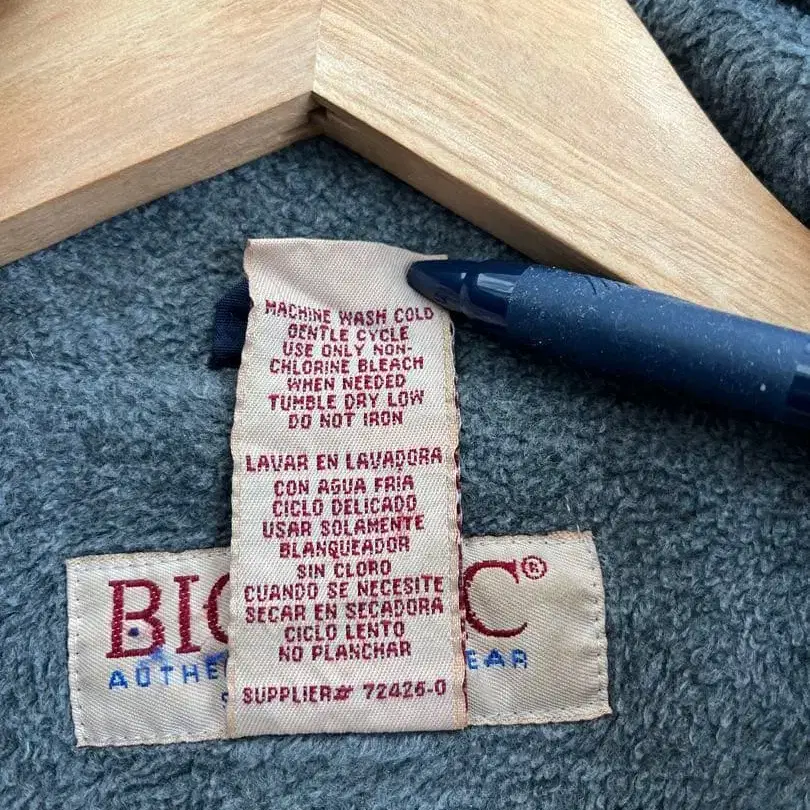 MACHINE WASH COLD
GENTLE CYCLE
USE ONLY NON-
CHLORINE BLEACH
WHEN NEEDED
TUMBLE DRY LOW
DO NOT IRON
LAVAR EN LAVADORA
CON AGUA FRIA
CICLO DELICADO
USAR SOLAMENTE
BLANQUEADOR
SIN CLORO
CUANDO SE NECESITE
SECAR EN SECADORA
CICLO LENTO
NO PLANCHAR
SUPPLIER# 72426-0